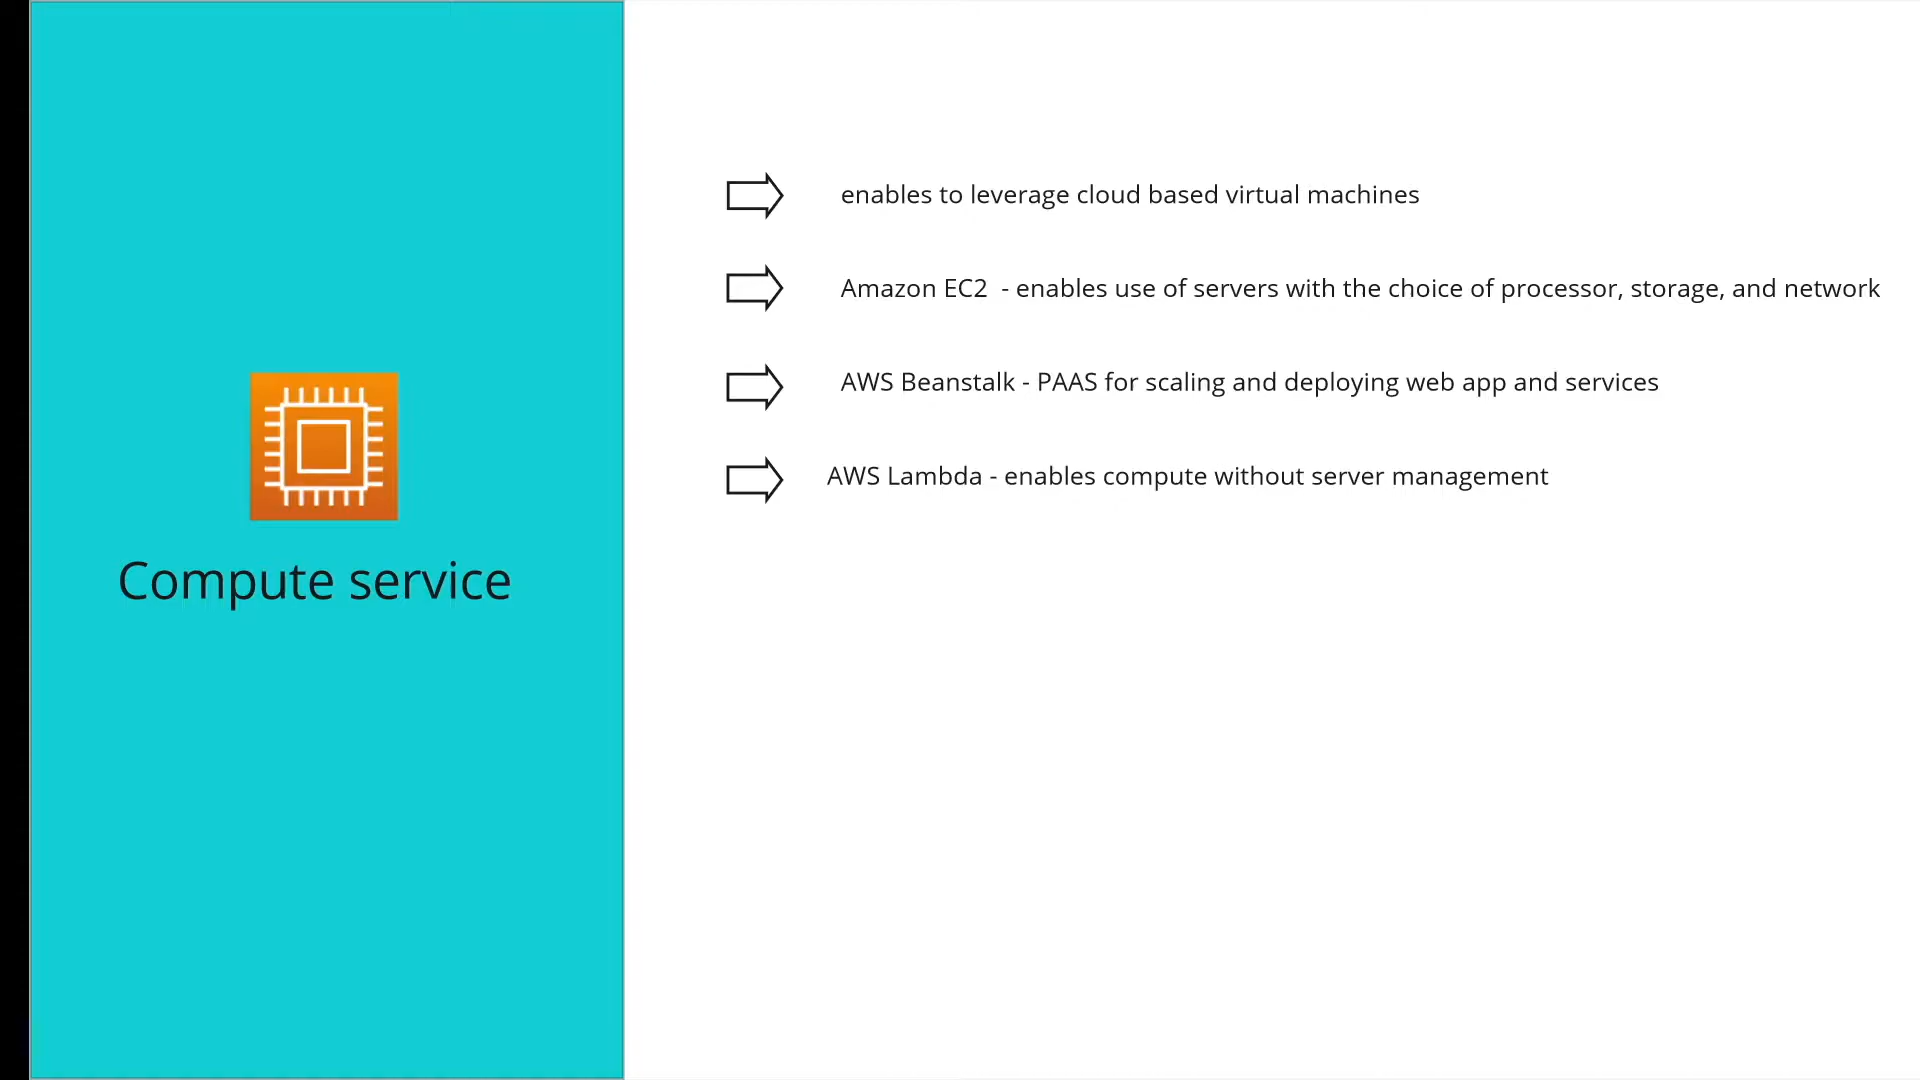 enables to leverage cloud based virtual machines
Amazon EC2  - enables use of servers with the choice of processor, storage, and network
AWS Beanstalk - PAAS for scaling and deploying web app and services
AWS Lambda - enables compute without server management
Compute service